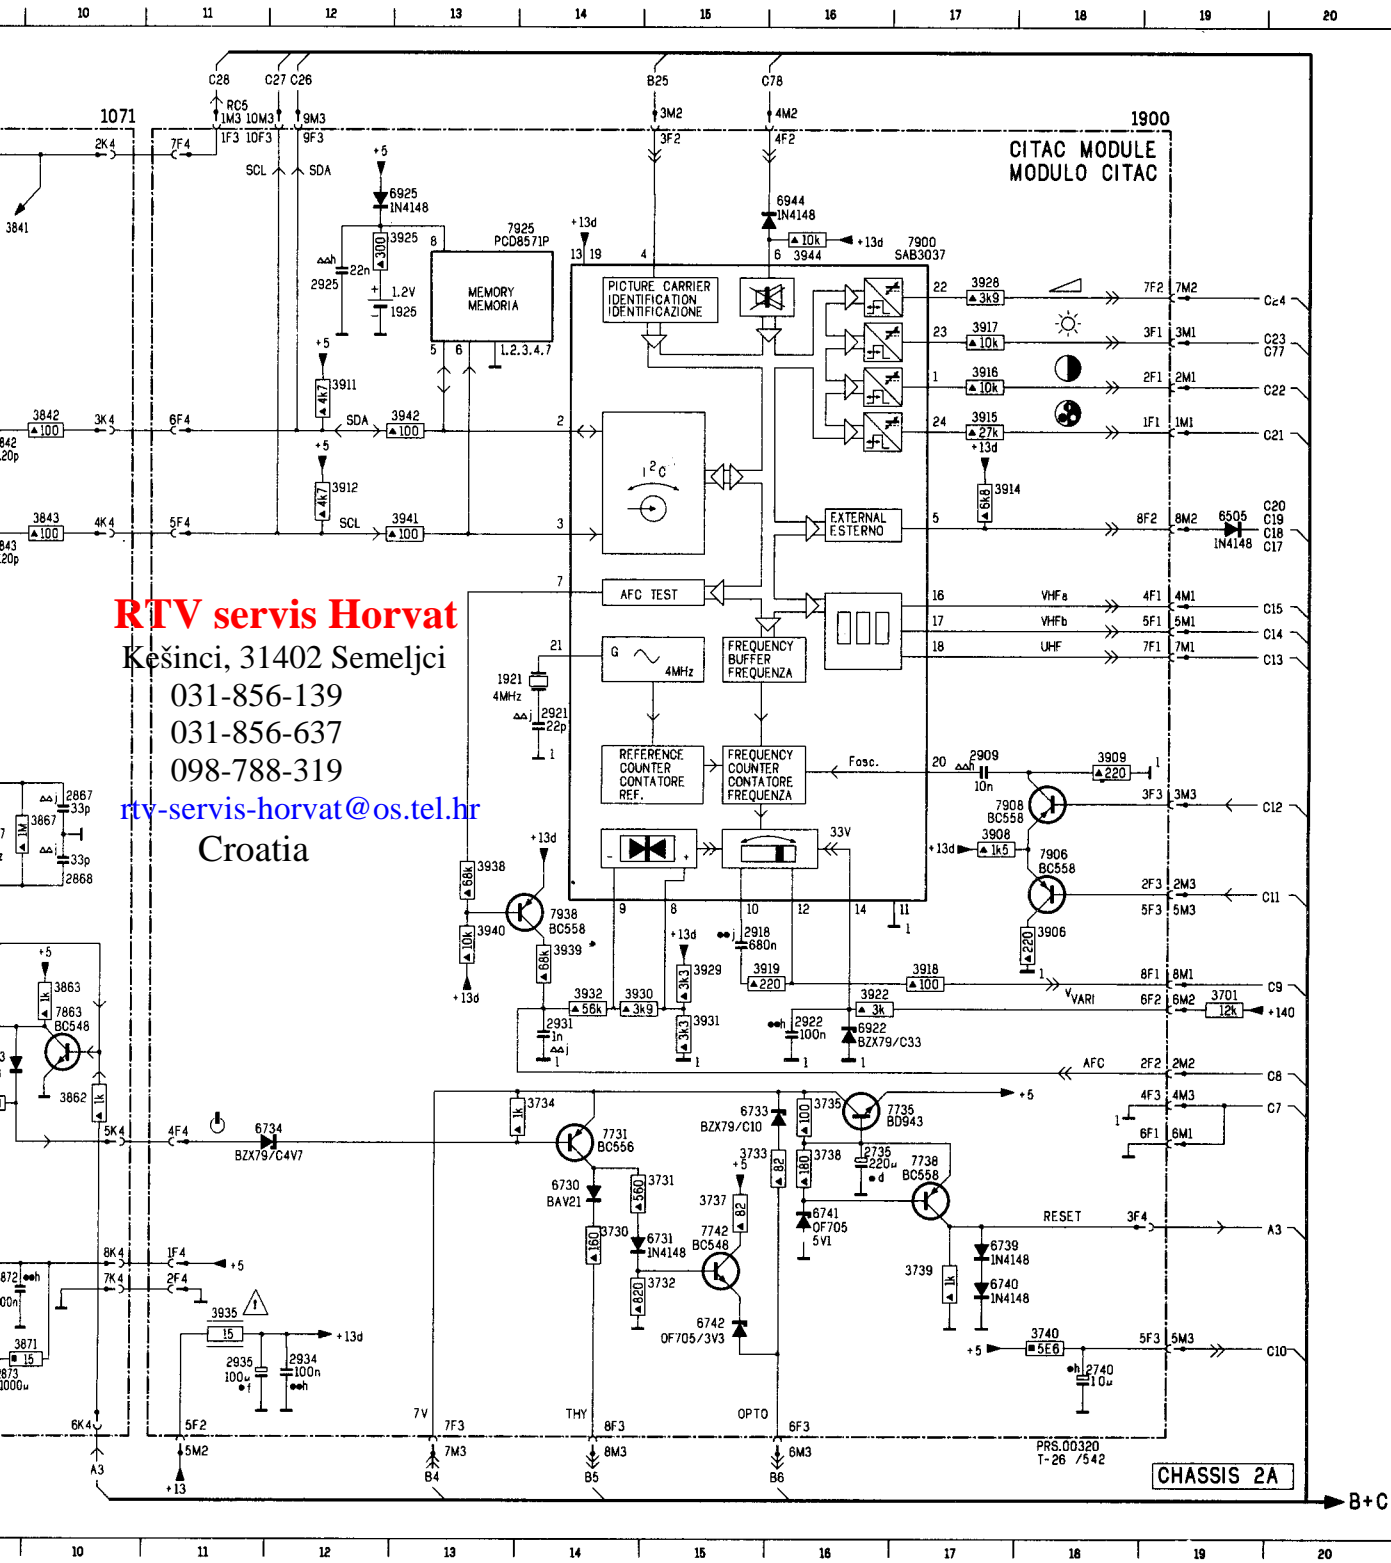 10 11 12 13 14 15 16 17 18 19 20
C28 C27 C26 B25 C78
RC5
1071 1M3 10M3 9M3 3M2 4M2 1900
1F3 10F3 9F3 3F2 4F2
2K4 7F4 +5 CITAC MODULE
SCL SDA MODULO CITAC
6925
1N4148
6944
1N4148
3841
7925
PCD8571P
+13d
10k
3944
+13d
7900
SAB3037
3925
300
8 13 19 4 6
22n
2925
1.2V
1925
MEMORY
MEMORIA
PICTURE CARRIER
IDENTIFICATION
IDENTIFICAZIONE
22 3928 7F2 7M2
3k9
23 3917 3F1 3M1 C23
10k C77
5 6 1.2.3.4.7
+5
3911
4k7
1 3916 2F1 2M1 C22
10k
3842 3K4 6F4 SDA 3942 2
100 100
24 3915 1F1 1M1 C21
27k
+13d
+5
3912
4k7
I²C
3914
6k8
3843 4K4 5F4 SCL 3941 3
100 100
EXTERNAL
ESTERNO
5 8F2 8M2 6505
1N4148
C20
C19
C18
C17
7 AFC TEST
16 VHFa 4F1 4M1 C15
17 VHFb 5F1 5M1 C14
18 UHF 7F1 7M1 C13
RTV servis Horvat
Kešinci, 31402 Semeljci
031-856-139
031-856-637
098-788-319
rtv-servis-horvat@os.tel.hr
Croatia
21 G 4MHz
FREQUENCY
BUFFER
FREQUENZA
1921
4MHz
2921
22p
1
REFERENCE
COUNTER
CONTATORE
REF.
FREQUENCY
COUNTER
CONTATORE
FREQUENZA
Fosc. 20 2909
10n
3909
220
1
2867
33p
3867
1M
33p
2868
7908
BC558
3F3 3M3 C12
+13d 3908
1k5
33V
- +
+13d
3938
68k
7906
BC558
2F3 2M3 C11
5F3 5M3
9 8 10 12 14 11
1
7938
BC558
3940
10k
3939
68k
+13d
2918
680n
3906
220
1
+5
3863
1k
7863
BC548
+13d
3929
3k3
3919
220
3918
100
8F1 8M1 C9
3932
56k
3930
3k9
3922
3k
VVARI 6F2 6M2 3701
12k
+140
2931
1n
1
3931
3k3
1
2922
100n
1
6922
BZX79/C33
1
AFC 2F2 2M2 C8
3862
1k
3734
1k
6733
BZX79/C10
3735
100
7735
BD943
+5
4F3 4M3 C7
1
6F1 6M1
5K4 4F4 6734
BZX79/C4V7
7731
BC556
3733
82
3738
180
2735
220µ
d
7738
BC558
6730
BAV21
3731
560
3737
82
+5
6741
OF705
5V1
RESET 3F4 A3
3730
160
6731
1N4148
7742
BC548
6739
1N4148
6740
1N4148
3739
1k
3732
820
6742
OF705/3V3
8K4 1F4 +5
7K4 2F4
3935
15
+13d
3871
15
1000µ
2935
100µ
f
2934
100n
h
+5 3740
5E6
5F3 5M3 C10
2740
10µ
6K4 5F2 7V 7F3 THY 8F3 OPTO 6F3
5M2 7M3 8M3 6M3
A3 +13 B4 B5 B6
PRS.00320
T-26 /542
CHASSIS 2A
B+C
10 11 12 13 14 15 16 17 18 19 20